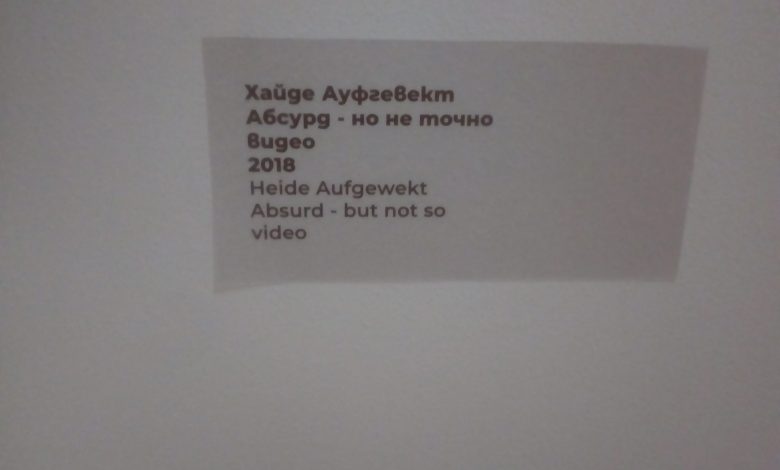 Хайде Ауфгевект
Абсурд - но не точно
видео
2018
Heide Aufgewekt
Absurd - but not so
video